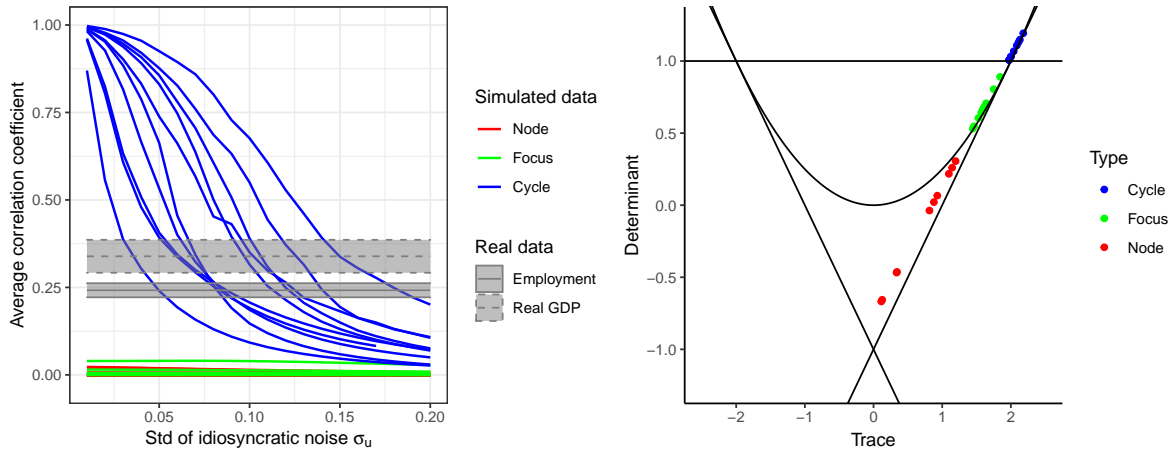 1.00
0.75
0.50
0.25
0.00
Average correlation coefficient
0.05
0.10
0.15
0.20
Std of idiosyncratic noise σu
Simulated data
Node
Focus
Cycle
Real data
Employment
Real GDP
1.0
0.5
0.0
−0.5
−1.0
Determinant
−2
−1
0
1
2
Trace
Type
Cycle
Focus
Node